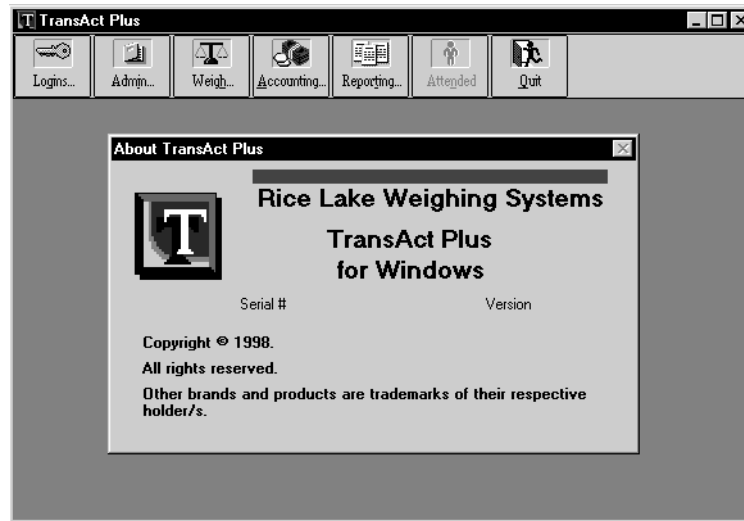 TransAct Plus
Logins... Admin... Weigh... Accounting... Reporting... Attended Quit
About TransAct Plus
Rice Lake Weighing Systems
TransAct Plus
for Windows
Serial # Version
Copyright © 1998.
All rights reserved.
Other brands and products are trademarks of their respective
holder/s.